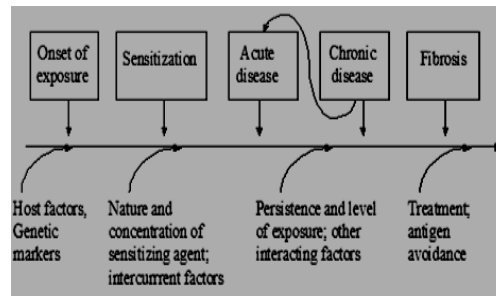 Onset of
exposure
Sensitization
Acute
disease
Chronic
disease
Fibrosis
Host factors,
Genetic
markers
Nature and
concentration of
sensitizing agent;
intercurrent factors
Persistence and level
of exposure; other
interacting factors
Treatment;
antigen
avoidance